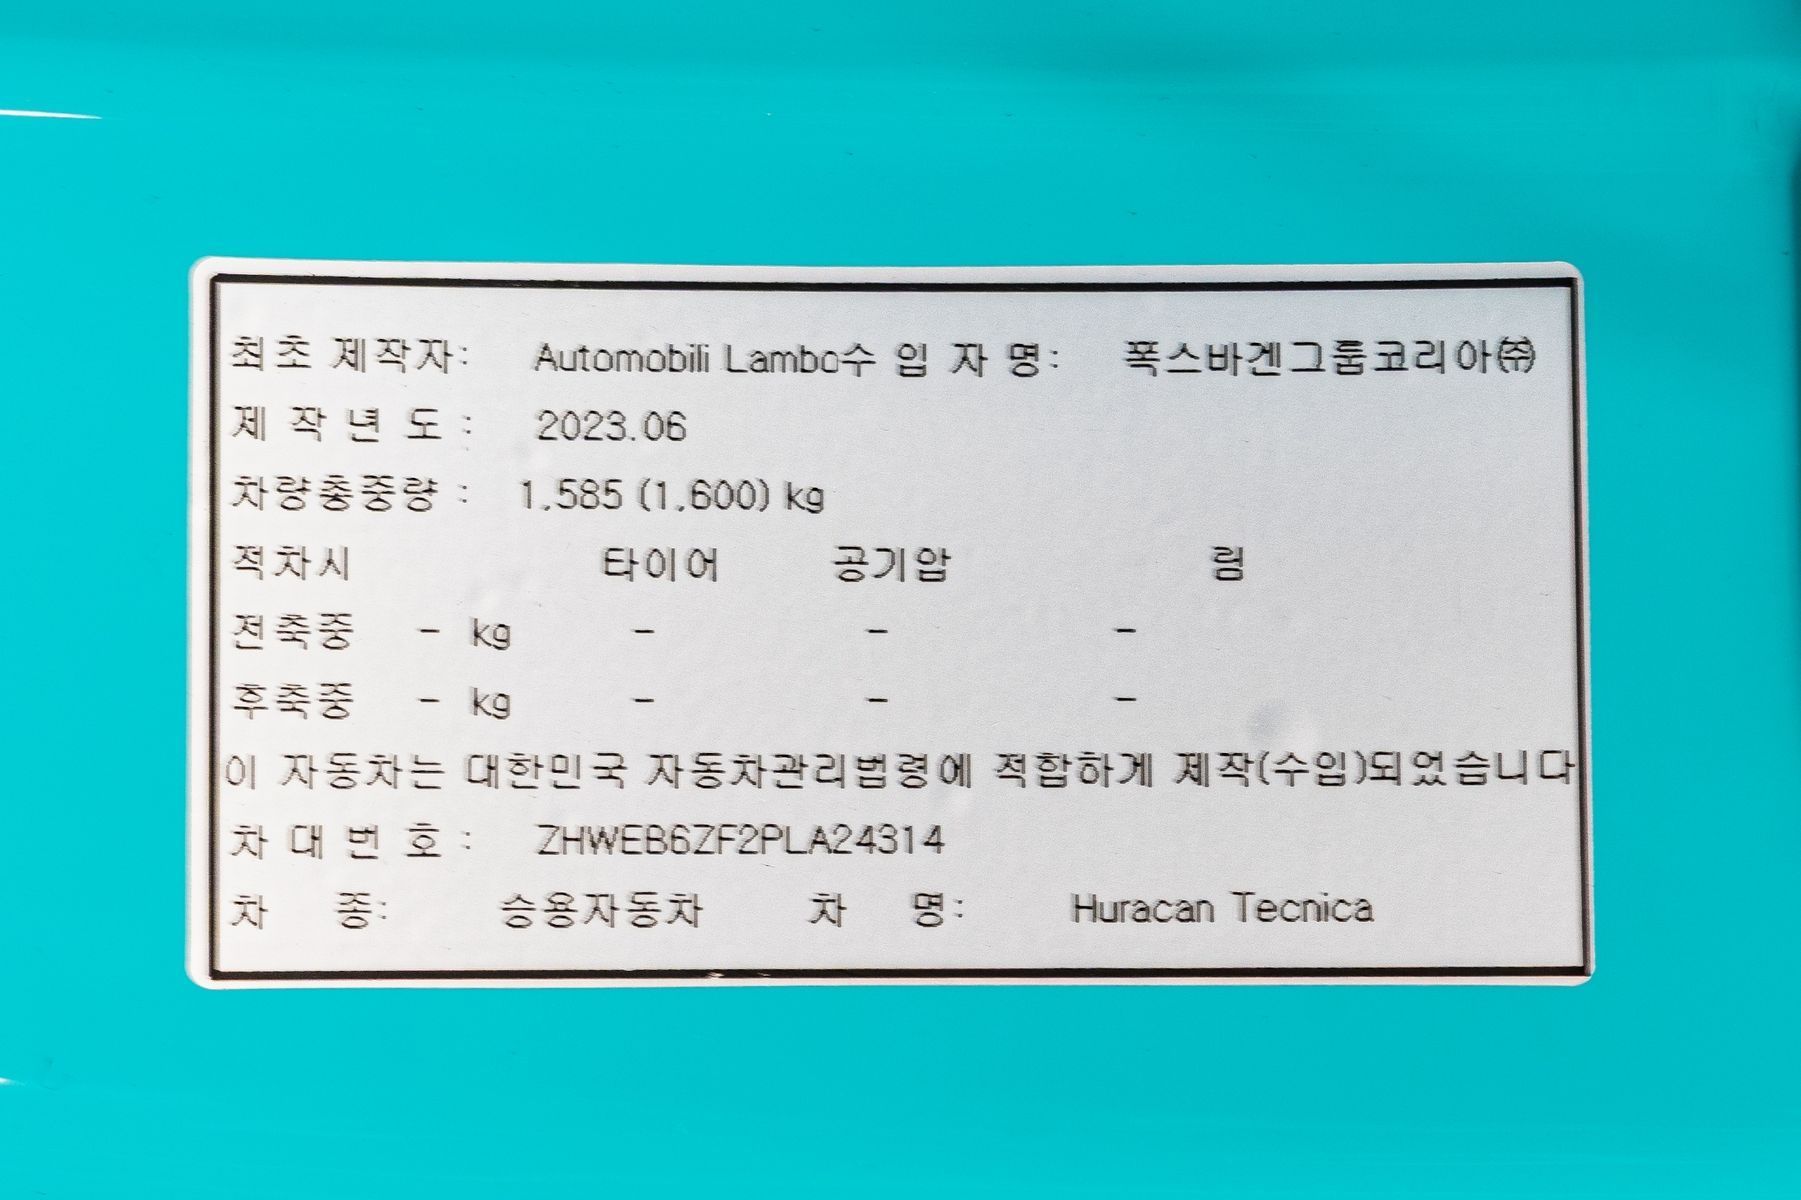 최초 제작자: Automobili Lambo수 입 자 명: 폭스바겐그룹코리아㈜
제 작 년 도 : 2023.06
차량총중량 : 1.585 (1.600) kg
적차시 타이어 공기압 림
전축중 - kg - - -
후축중 - kg - - -
이 자동차는 대한민국 자동차관리법령에 적합하게 제작(수입)되었습니다
차 대 번 호 : ZHWEB6ZF2PLA24314
차 종: 승용자동차 차 명: Huracan Tecnica